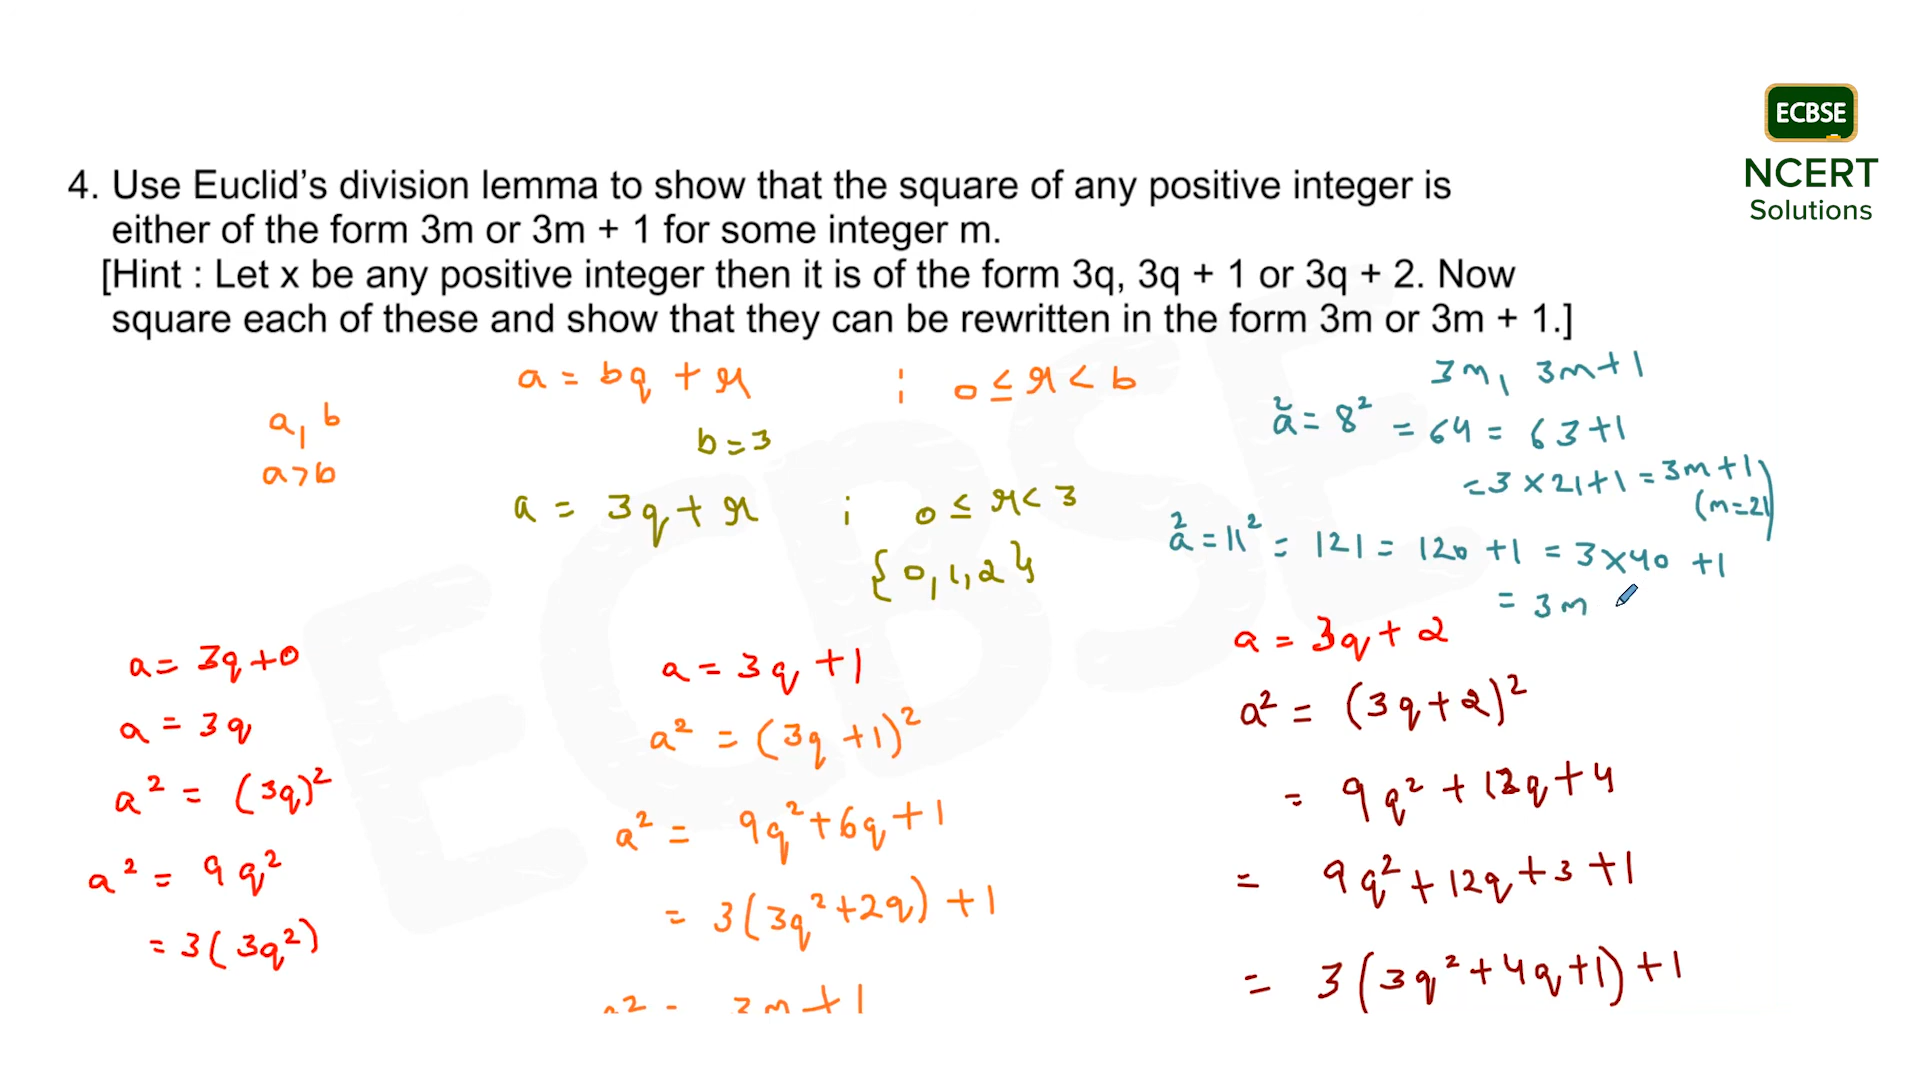 ECBSE
NCERT
Solutions
4. Use Euclid’s division lemma to show that the square of any positive integer is
either of the form 3m or 3m + 1 for some integer m.
[Hint : Let x be any positive integer then it is of the form 3q, 3q + 1 or 3q + 2. Now
square each of these and show that they can be rewritten in the form 3m or 3m + 1.]
a, b
a > b
a = bq + r ; 0 ≤ r < b
b = 3
a = 3q + r ; 0 ≤ r < 3
{0, 1, 2}
3m, 3m+1
a² = 8² = 64 = 63+1
= 3 × 21+1 = 3m+1
(m=21)
a² = 11² = 121 = 120 +1 = 3×40 +1
= 3m
a = 3q+0
a = 3q
a² = (3q)²
a² = 9q²
= 3(3q²)
a = 3q +1
a² = (3q +1)²
a² = 9q²+6q+1
= 3(3q²+2q) +1
a² = 3m+1
a = 3q+2
a² = (3q+2)²
= 9q² + 12q+4
= 9q² + 12q+3 +1
= 3(3q²+4q+1) +1
ECBSE